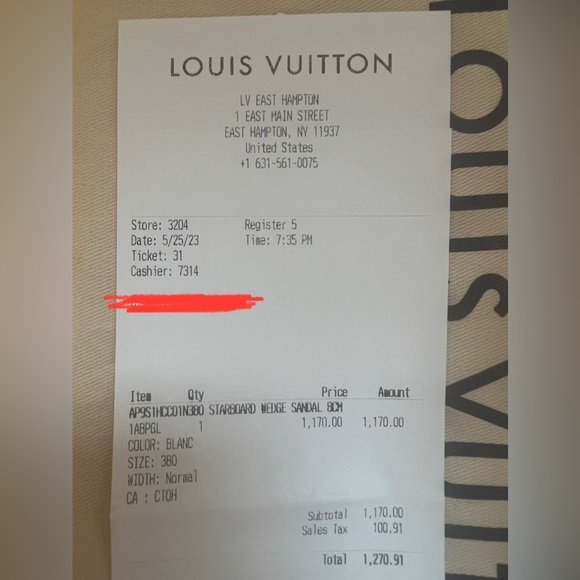 LOUIS VUITTON
LV EAST HAMPTON
1 EAST MAIN STREET
EAST HAMPTON, NY 11937
United States
+1 631-561-0075
Store: 3204 Register 5
Date: 5/25/23 Time: 7:35 PM
Ticket: 31
Cashier: 7314
Item Qty Price Amount
AP9S1HCC01N380 STARBOARD WEDGE SANDAL 8CM
1ABPGL 1 1,170.00 1,170.00
COLOR: BLANC
SIZE: 380
WIDTH: Normal
CA : CTOH
Subtotal 1,170.00
Sales Tax 100.91
Total 1,270.91
LOUIS VUIT